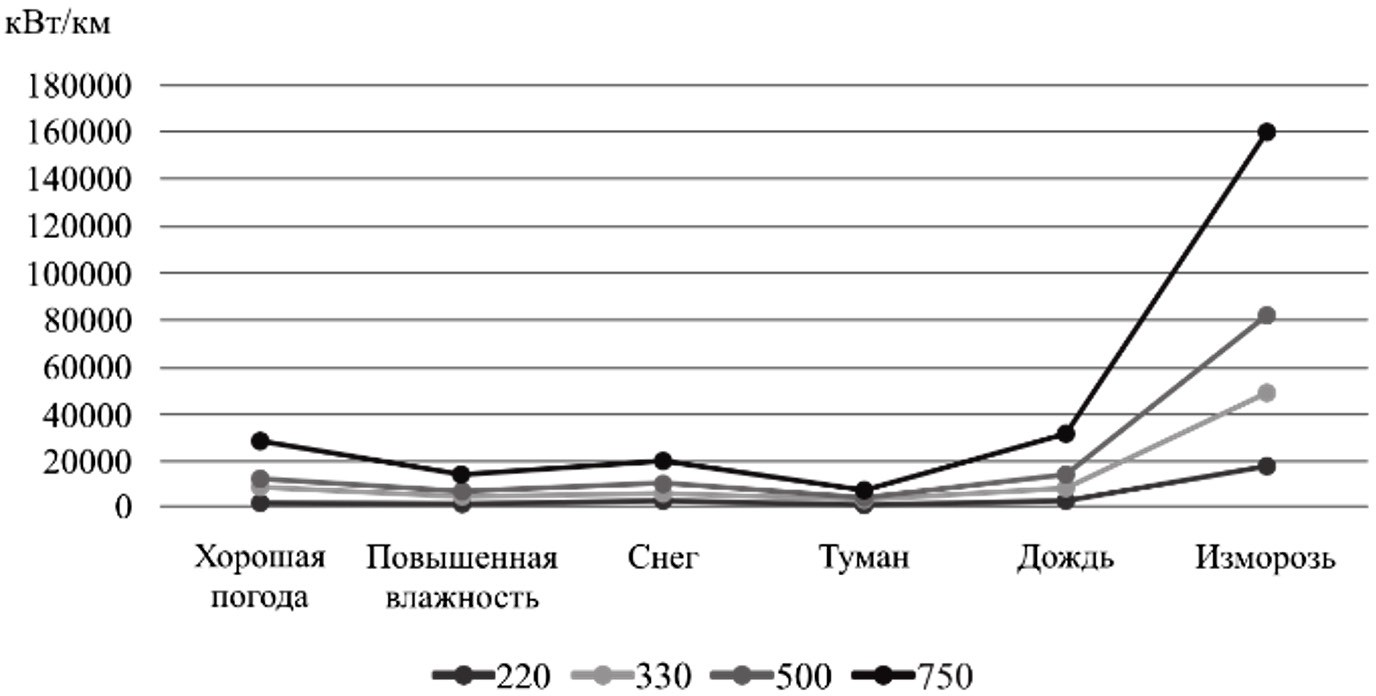 кВт/км
180000
160000
140000
120000
100000
80000
60000
40000
20000
0
Хорошая погода
Повышенная влажность
Снег
Туман
Дождь
Изморозь
220 330 500 750